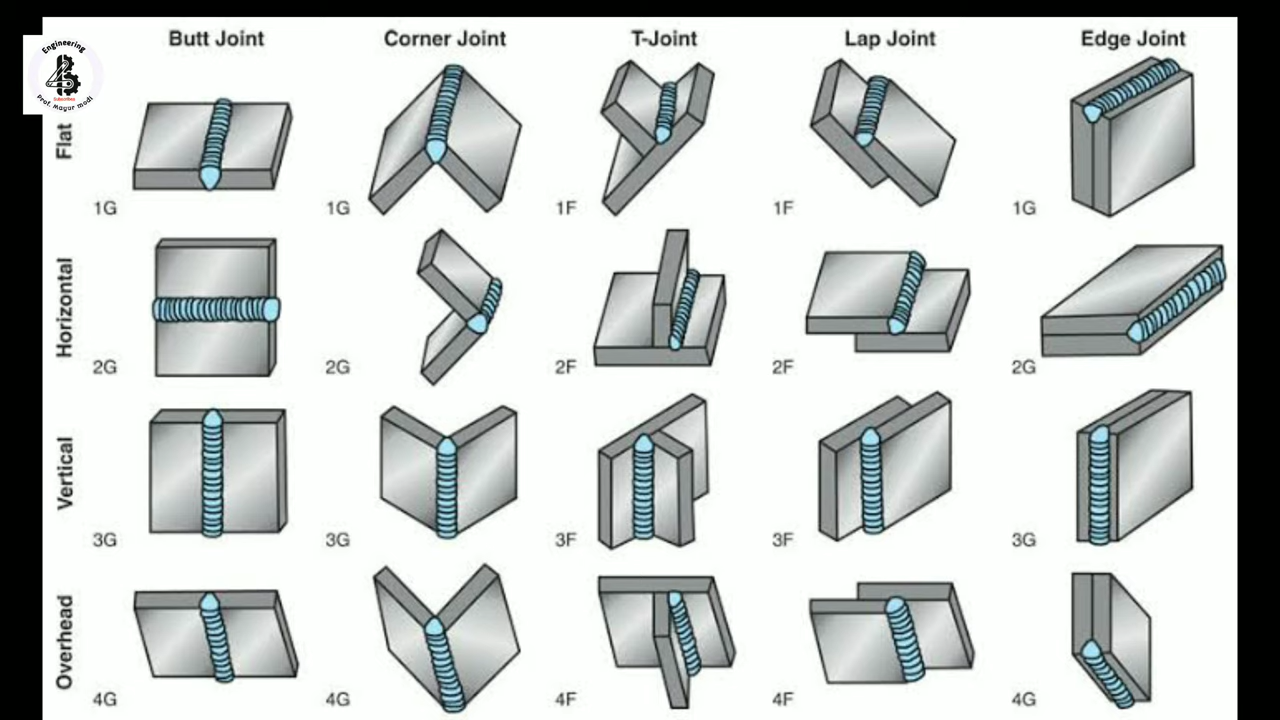 Butt Joint Corner Joint T-Joint Lap Joint Edge Joint
Engineering
Subscribe
Prof. Mayur modi
Flat
1G 1G 1F 1F 1G
Horizontal
2G 2G 2F 2F 2G
Vertical
3G 3G 3F 3F 3G
Overhead
4G 4G 4F 4F 4G